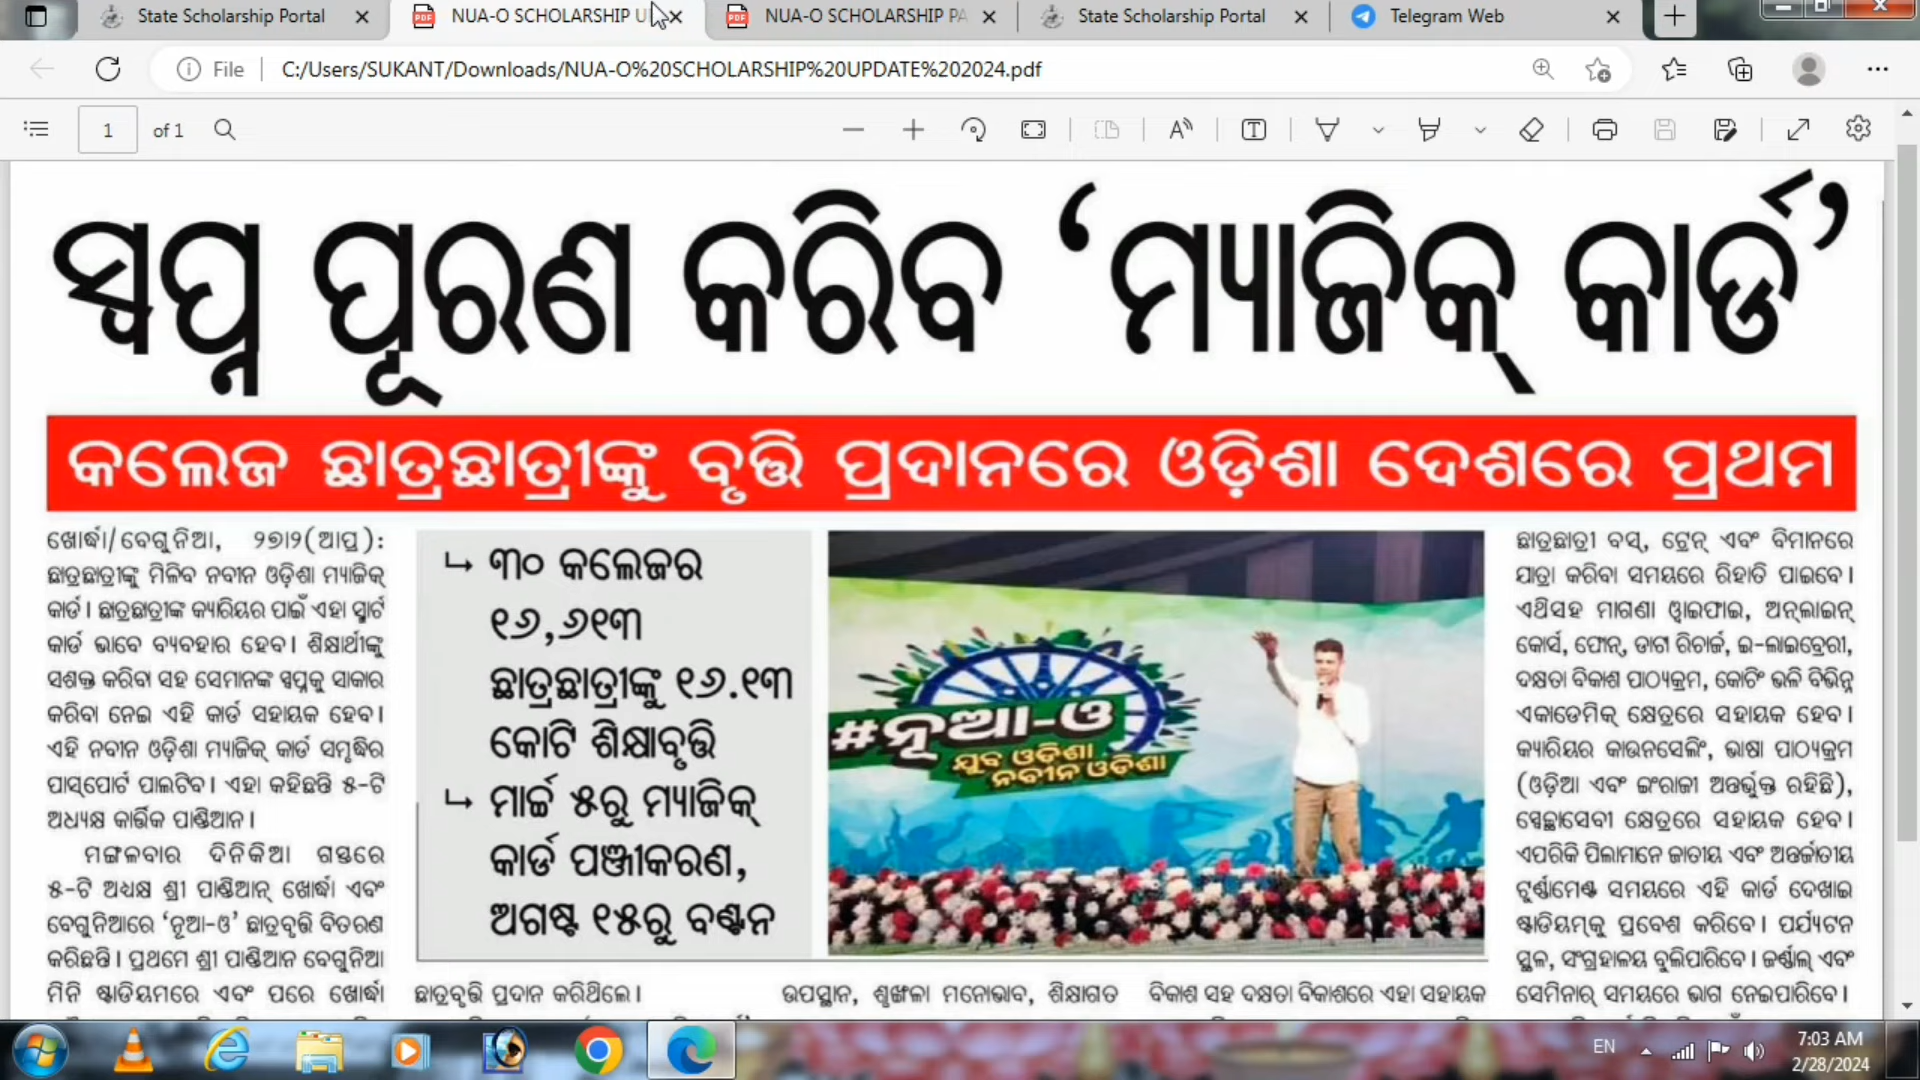 State Scholarship Portal
NUA-O SCHOLARSHIP U
NUA-O SCHOLARSHIP PA
State Scholarship Portal
Telegram Web
File
C:/Users/SUKANT/Downloads/NUA-O%20SCHOLARSHIP%20UPDATE%202024.pdf
1 of 1
ସ୍ୱପ୍ନ ପୂରଣ କରିବ ‘ମ୍ୟାଜିକ୍ କାର୍ଡ’
କଲେଜ ଛାତ୍ରଛାତ୍ରୀଙ୍କୁ ବୃତ୍ତି ପ୍ରଦାନରେ ଓଡ଼ିଶା ଦେଶରେ ପ୍ରଥମ
ଖୋର୍ଦ୍ଧା/ବେଗୁନିଆ, ୨୭।୨(ଆପ୍ର):
ଛାତ୍ରଛାତ୍ରୀଙ୍କୁ ମିଳିବ ନବୀନ ଓଡ଼ିଶା ମ୍ୟାଜିକ୍
କାର୍ଡ। ଛାତ୍ରଛାତ୍ରୀଙ୍କ କ୍ୟାରିୟର ପାଇଁ ଏହା ସ୍ମାର୍ଟ
କାର୍ଡ ଭାବେ ବ୍ୟବହାର ହେବ। ଶିକ୍ଷାର୍ଥୀଙ୍କୁ
ସଶକ୍ତ କରିବା ସହ ସେମାନଙ୍କ ସ୍ୱପ୍ନକୁ ସାକାର
କରିବା ନେଇ ଏହି କାର୍ଡ ସହାୟକ ହେବ।
ଏହି ନବୀନ ଓଡ଼ିଶା ମ୍ୟାଜିକ୍ କାର୍ଡ ସମୃଦ୍ଧିର
ପାସ୍‌ପୋର୍ଟ ପାଲଟିବ। ଏହା କହିଛନ୍ତି ୫-ଟି
ଅଧ୍ୟକ୍ଷ କାର୍ତ୍ତିକ ପାଣ୍ଡିଆନ।
ମଙ୍ଗଳବାର ଦିନିକିଆ ଗସ୍ତରେ
୫-ଟି ଅଧ୍ୟକ୍ଷ ଶ୍ରୀ ପାଣ୍ଡିଆନ୍ ଖୋର୍ଦ୍ଧା ଏବଂ
ବେଗୁନିଆରେ ‘ନୂଆ-ଓ’ ଛାତ୍ରବୃତ୍ତି ବିତରଣ
କରିଛନ୍ତି। ପ୍ରଥମେ ଶ୍ରୀ ପାଣ୍ଡିଆନ ବେଗୁନିଆ
ମିନି ଷ୍ଟାଡିୟମରେ ଏବଂ ପରେ ଖୋର୍ଦ୍ଧା
୩୦ କଲେଜର
୧୬,୬୧୩
ଛାତ୍ରଛାତ୍ରୀଙ୍କୁ ୧୬.୧୩
କୋଟି ଶିକ୍ଷାବୃତ୍ତି
ମାର୍ଚ୍ଚ ୫ରୁ ମ୍ୟାଜିକ୍
କାର୍ଡ ପଞ୍ଜୀକରଣ,
ଅଗଷ୍ଟ ୧୫ରୁ ବଣ୍ଟନ
#ନୂଆ-ଓ
ଯୁବ ଓଡ଼ିଶା
ନବୀନ ଓଡ଼ିଶା
ଛାତ୍ରବୃତ୍ତି ପ୍ରଦାନ କରିଥିଲେ।
ଉପସ୍ଥାନ, ଶୃଙ୍ଖଳା ମନୋଭାବ, ଶିକ୍ଷାଗତ
ବିକାଶ ସହ ଦକ୍ଷତା ବିକାଶରେ ଏହା ସହାୟକ
ଛାତ୍ରଛାତ୍ରୀ ବସ୍, ଟ୍ରେନ୍ ଏବଂ ବିମାନରେ
ଯାତ୍ରା କରିବା ସମୟରେ ରିହାତି ପାଇବେ।
ଏଥିସହ ମାଗଣା ୱାଇଫାଇ, ଅନ୍‌ଲାଇନ୍
କୋର୍ସ, ଫୋନ୍, ଡାଟା ରିଚାର୍ଜ, ଇ-ଲାଇବ୍ରେରୀ,
ଦକ୍ଷତା ବିକାଶ ପାଠ୍ୟକ୍ରମ, କୋଚିଂ ଭଳି ବିଭିନ୍ନ
ଏକାଡେମିକ୍ କ୍ଷେତ୍ରରେ ସହାୟକ ହେବ।
କ୍ୟାରିୟର କାଉନସେଲିଂ, ଭାଷା ପାଠ୍ୟକ୍ରମ
(ଓଡ଼ିଆ ଏବଂ ଇଂରାଜୀ ଅନ୍ତର୍ଭୁକ୍ତ ରହିଛି),
ସ୍ୱେଚ୍ଛାସେବୀ କ୍ଷେତ୍ରରେ ସହାୟକ ହେବ।
ଏପରିକି ପିଲାମାନେ ଜାତୀୟ ଏବଂ ଅନ୍ତର୍ଜାତୀୟ
ଟୁର୍ଣ୍ଣାମେଣ୍ଟ ସମୟରେ ଏହି କାର୍ଡ ଦେଖାଇ
ଷ୍ଟାଡିୟମ୍‌କୁ ପ୍ରବେଶ କରିବେ। ପର୍ଯ୍ୟଟନ
ସ୍ଥଳ, ସଂଗ୍ରହାଳୟ ବୁଲିପାରିବେ। ଜର୍ଣ୍ଣାଲ୍ ଏବଂ
ସେମିନାର୍ ସମୟରେ ଭାଗ ନେଇପାରିବେ।
EN
7:03 AM
2/28/2024